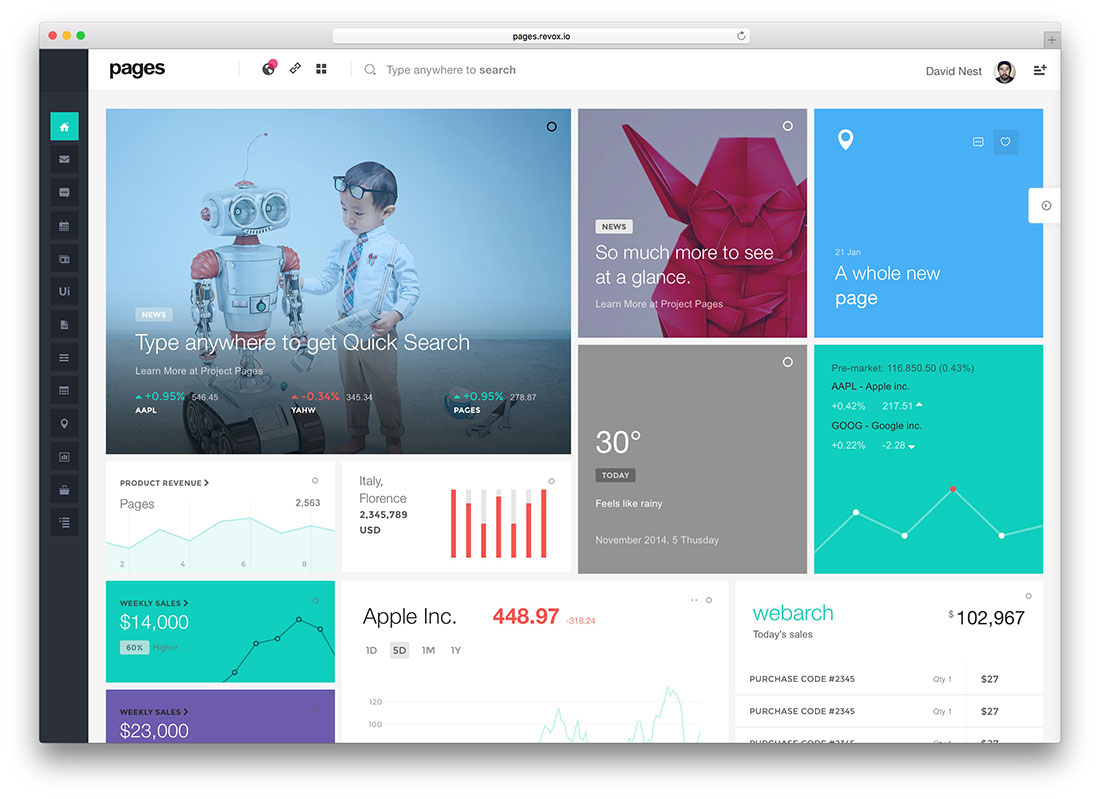 pages.revox.io
pages
Type anywhere to search
David Nest
Ui
NEWS
Type anywhere to get Quick Search
Learn More at Project Pages
+0.95% 546.45
AAPL
-0.34% 345.34
YAHW
+0.95% 278.87
PAGES
NEWS
So much more to see
at a glance.
Learn More at Project Pages
21 Jan
A whole new
page
30°
TODAY
Feels like rainy
November 2014, 5 Thusday
Pre-market: 116,850.50 (0.43%)
AAPL - Apple inc.
+0.42% 217.51
GOOG - Google inc.
+0.22% -2.28
PRODUCT REVENUE
Pages
2,563
2 4 6 8
Italy,
Florence
2,345,789
USD
WEEKLY SALES
$14,000
60% Higher
WEEKLY SALES
$23,000
Apple Inc. 448.97 -318.24
1D 5D 1M 1Y
120
100
webarch
Today's sales
$102,967
PURCHASE CODE #2345 Qty 1 $27
PURCHASE CODE #2345 Qty 1 $27
PURCHASE CODE #2345 Qty 1 $27